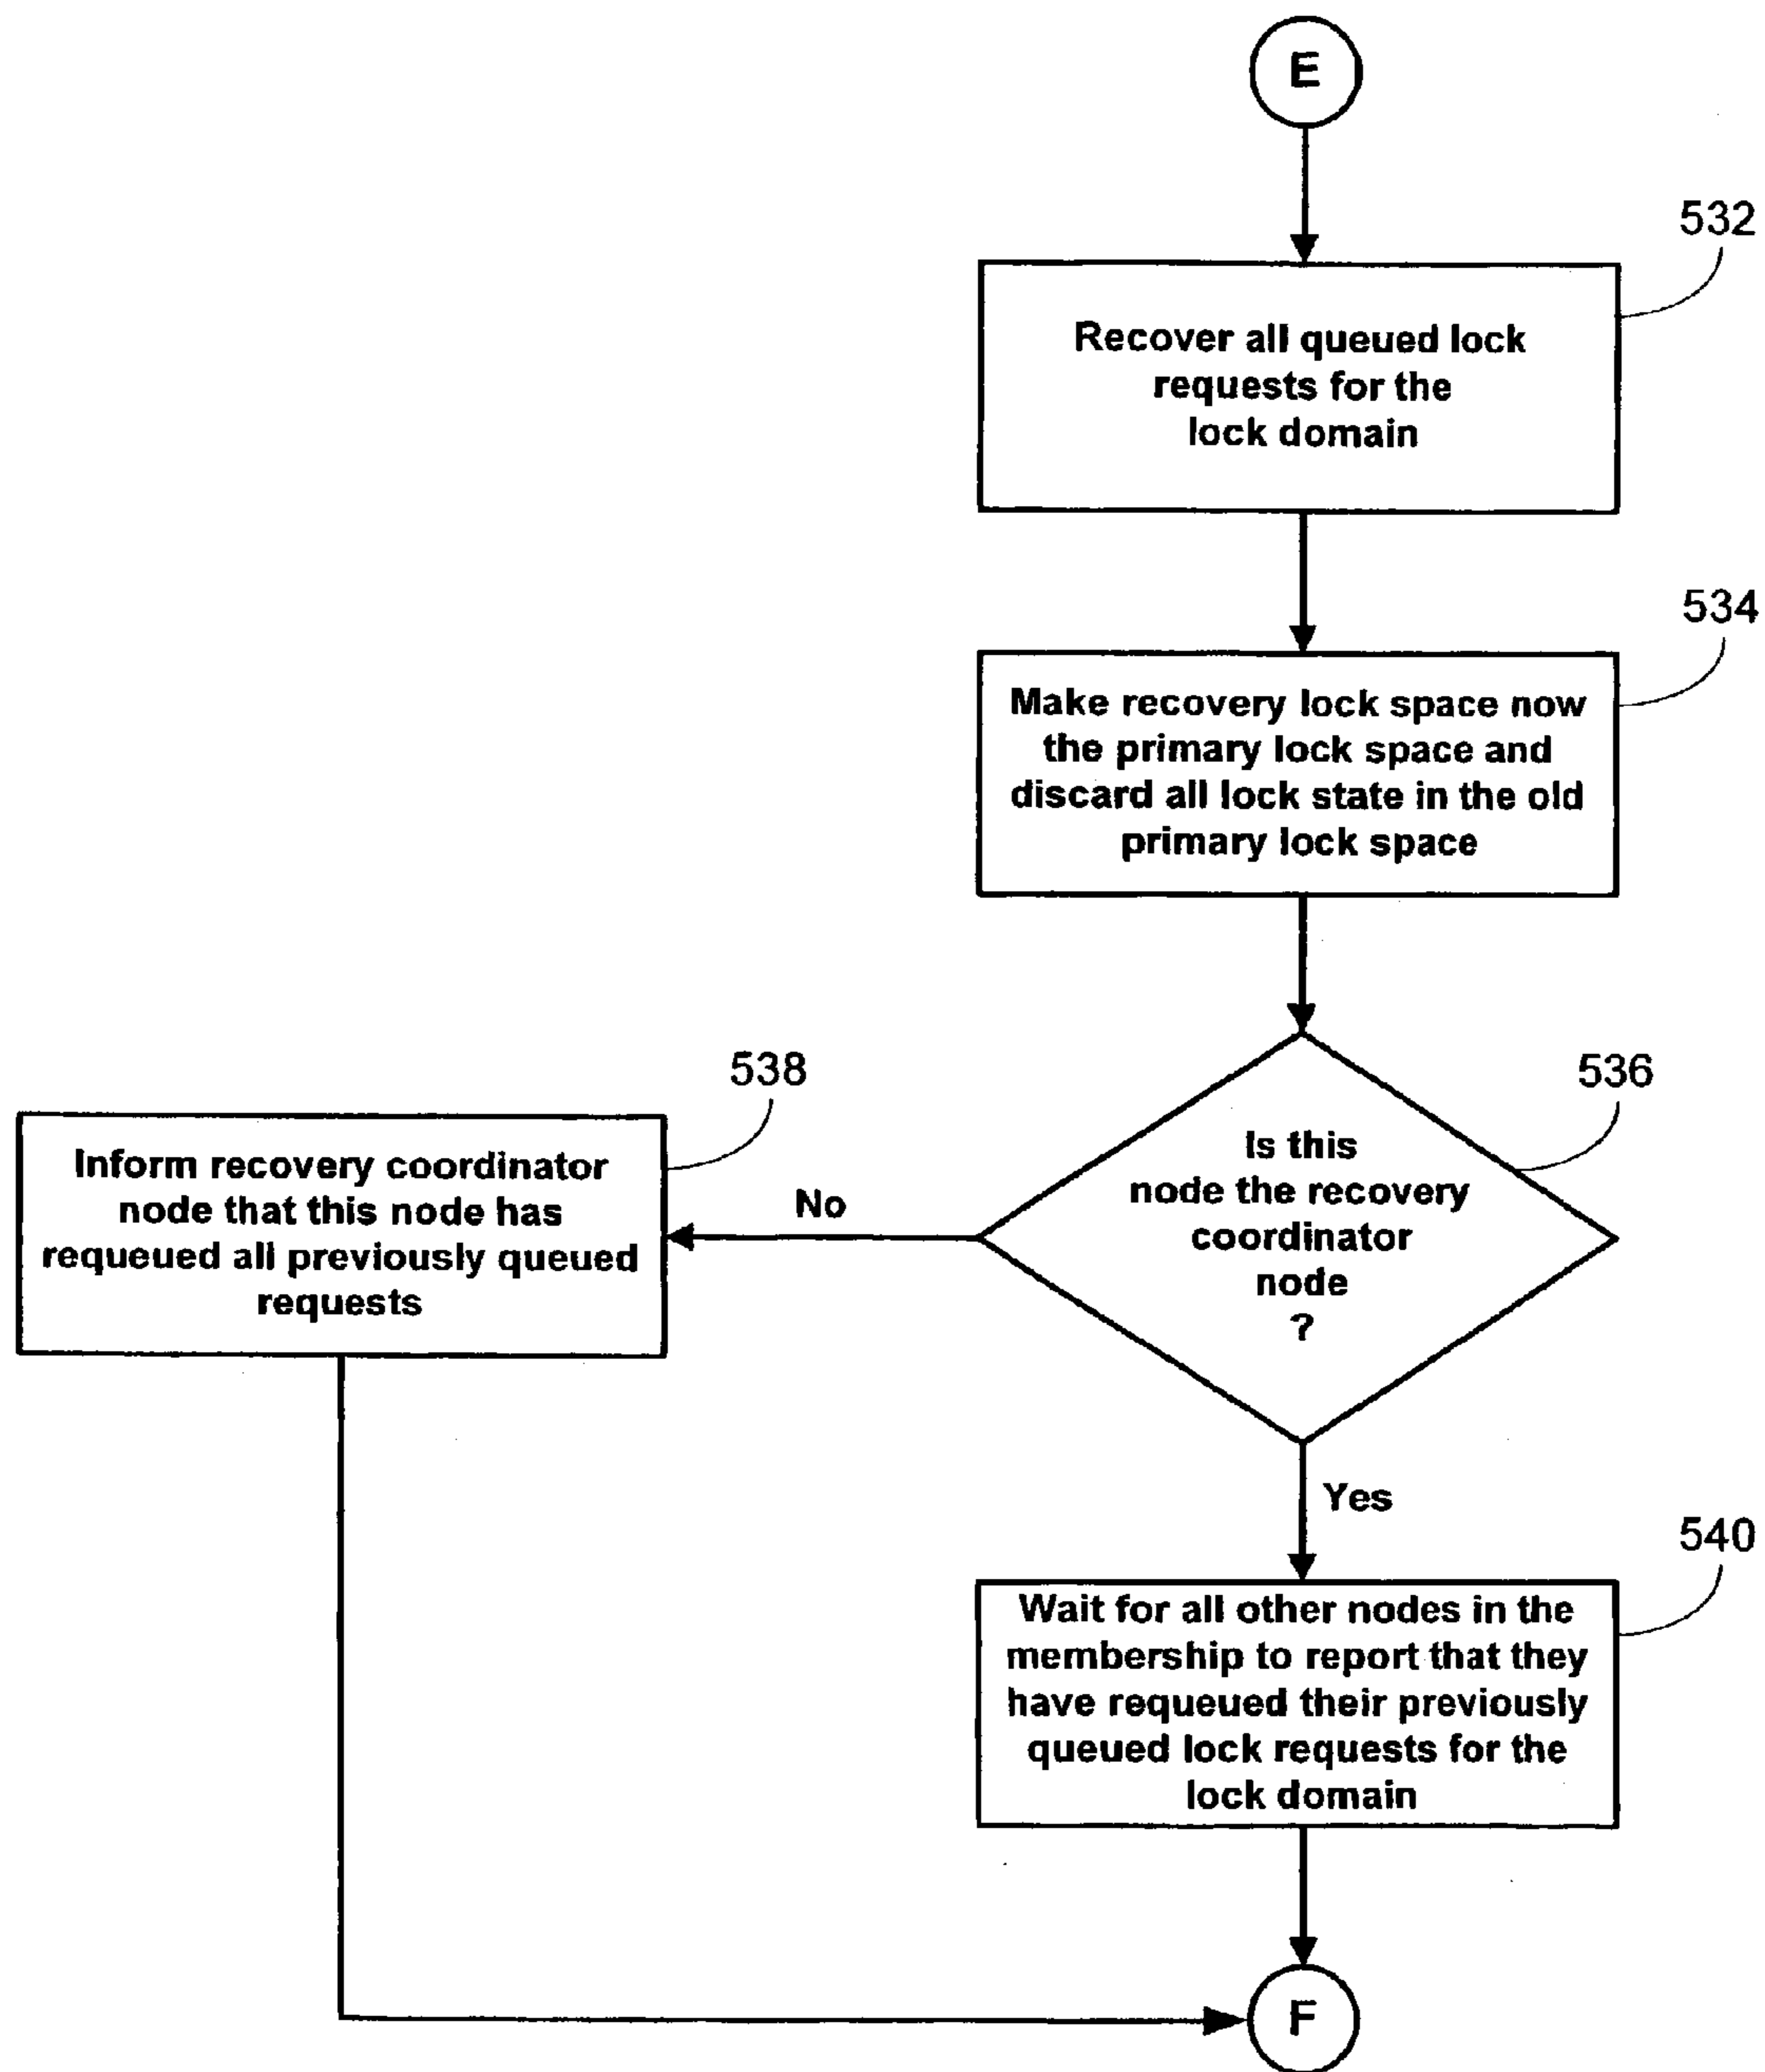 E
532
Recover all queued lock
requests for the
lock domain
534
Make recovery lock space now
the primary lock space and
discard all lock state in the old
primary lock space
536
Is this
node the recovery
coordinator
node
?
No
538
Inform recovery coordinator
node that this node has
requeued all previously queued
requests
Yes
540
Wait for all other nodes in the
membership to report that they
have requeued their previously
queued lock requests for the
lock domain
F